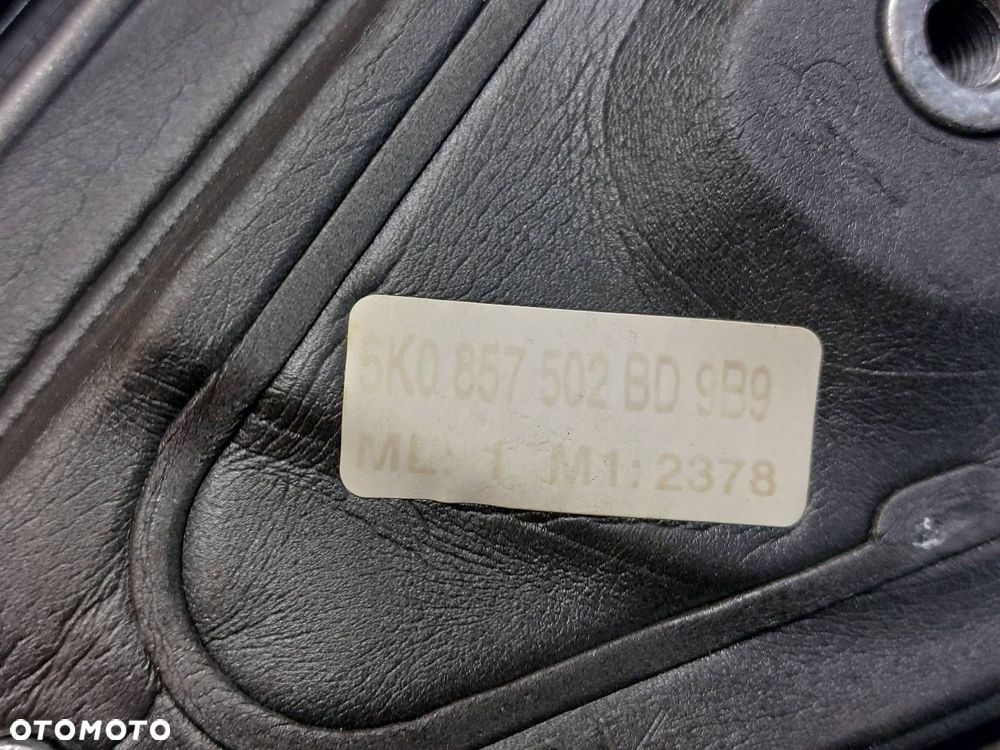 5K0 857 502 BD 9B9
ML: 1 M1:2378
OTOMOTO